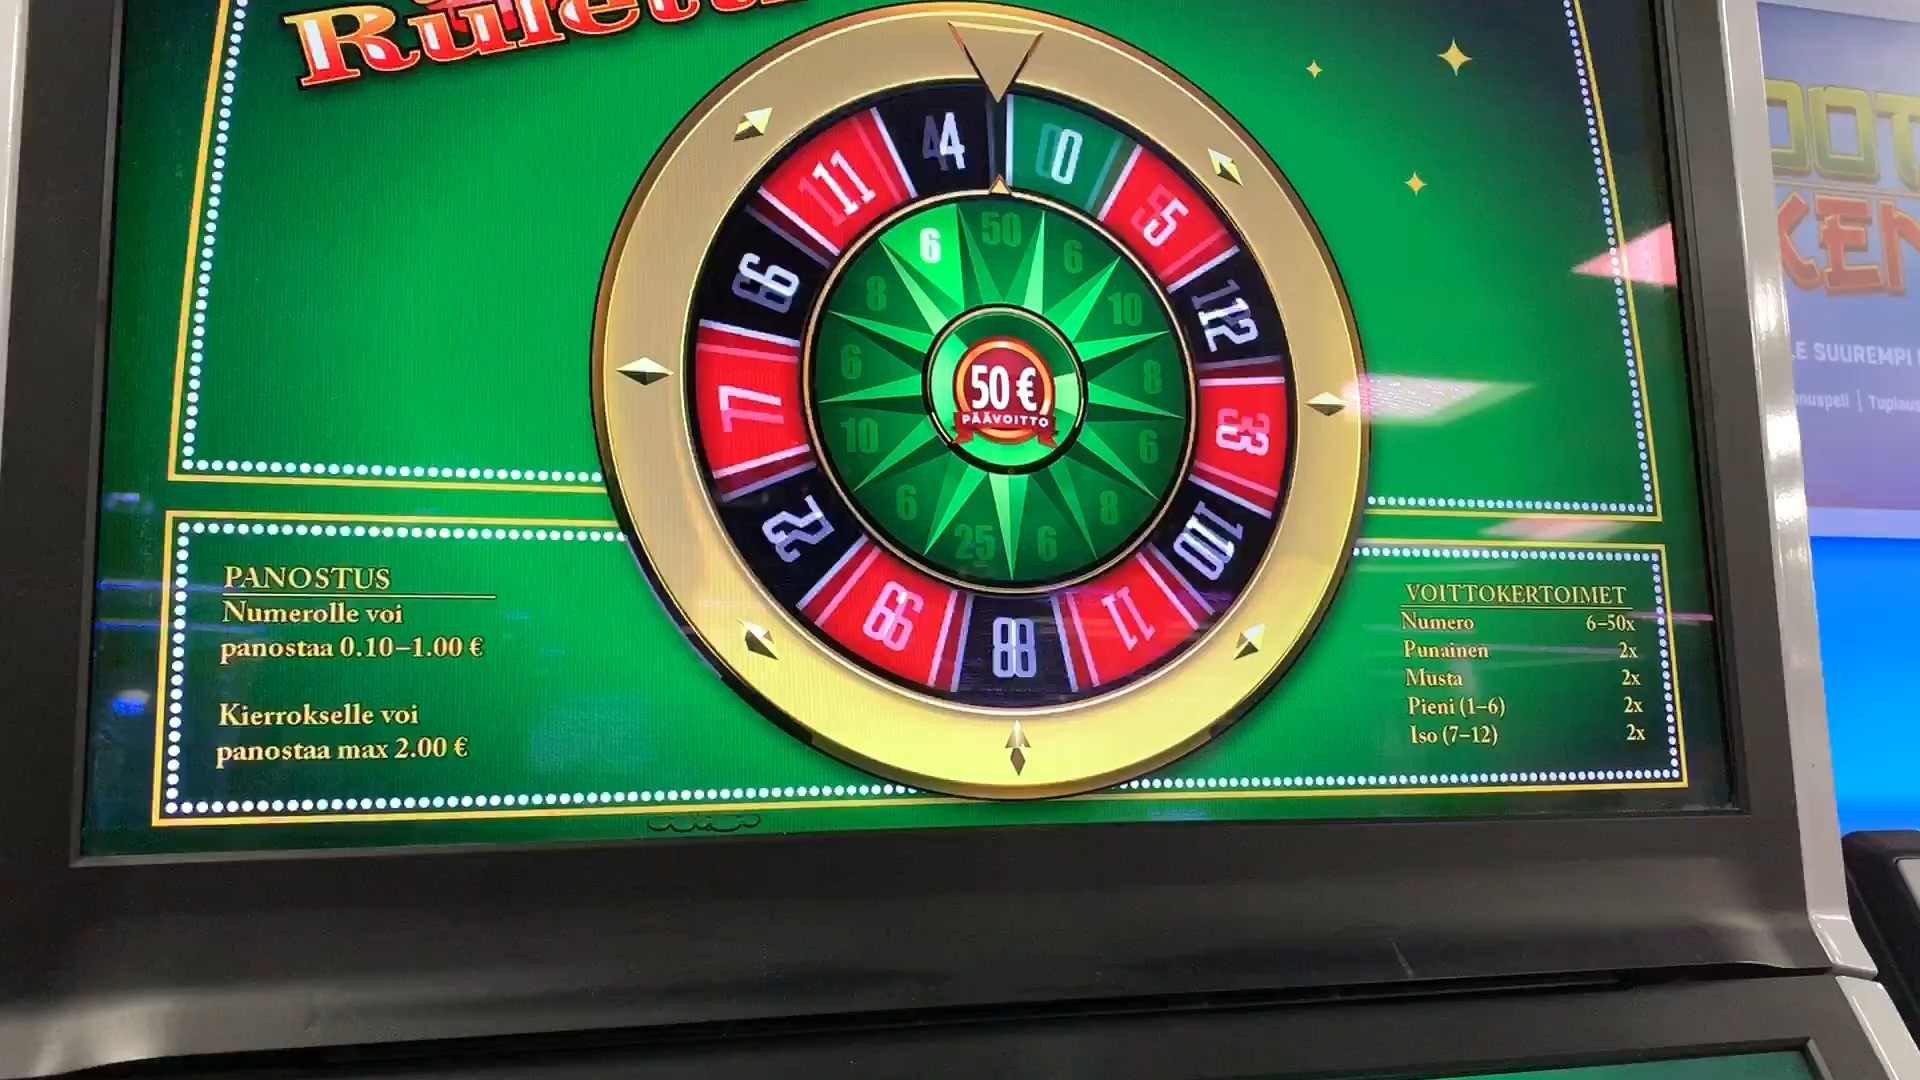 4
0
11
5
6
12
7
3
2
10
9
8
1
6
50
6
8
10
6
8
10
6
6
8
25
6
50 €
PÄÄVOITTO
PANOSTUS
Numerolle voi
panostaa 0.10–1.00 €
Kierrokselle voi
panostaa max 2.00 €
VOITTOKERTOIMET
Numero 6–50x
Punainen 2x
Musta 2x
Pieni (1–6) 2x
Iso (7–12) 2x
SUUREMPI